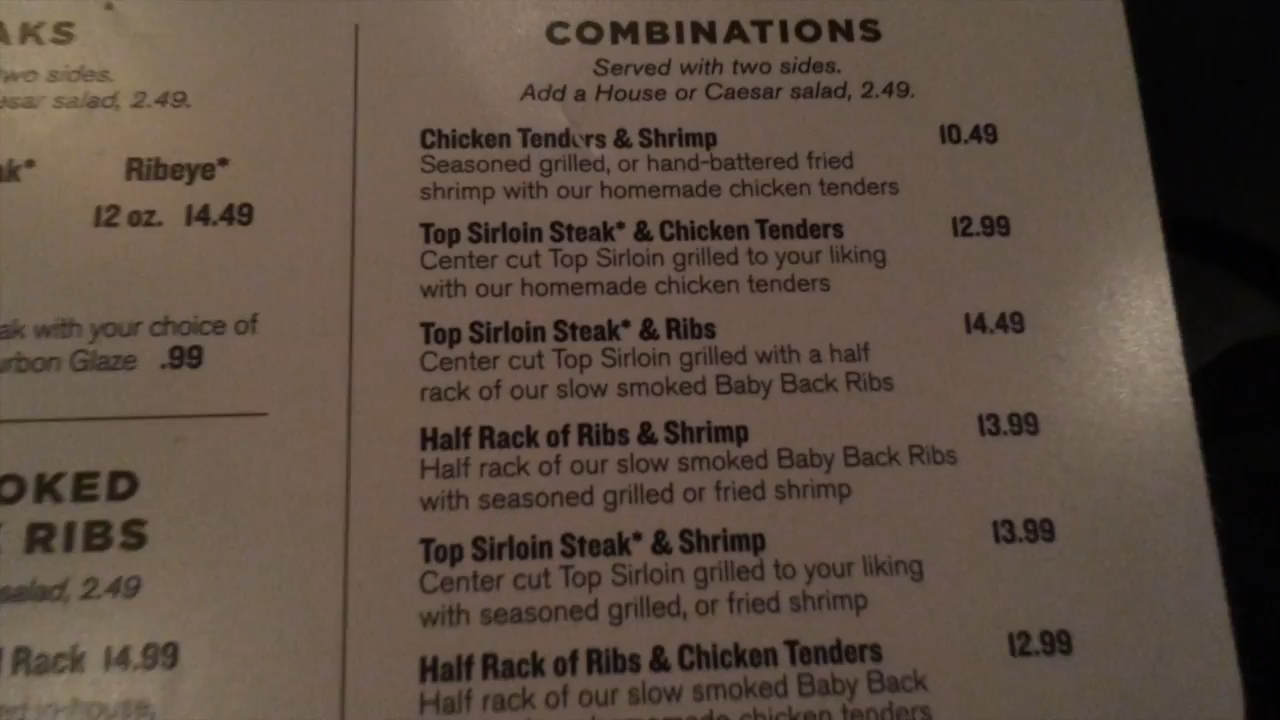 AKS
two sides.
esar salad, 2.49.
ak* Ribeye*
12 oz. 14.49
ak with your choice of
urbon Glaze .99
OKED
RIBS
salad, 2.49
Rack 14.99
ed in-house,
COMBINATIONS
Served with two sides.
Add a House or Caesar salad, 2.49.
Chicken Tenders & Shrimp 10.49
Seasoned grilled, or hand-battered fried
shrimp with our homemade chicken tenders
Top Sirloin Steak* & Chicken Tenders 12.99
Center cut Top Sirloin grilled to your liking
with our homemade chicken tenders
Top Sirloin Steak* & Ribs 14.49
Center cut Top Sirloin grilled with a half
rack of our slow smoked Baby Back Ribs
Half Rack of Ribs & Shrimp 13.99
Half rack of our slow smoked Baby Back Ribs
with seasoned grilled or fried shrimp
Top Sirloin Steak* & Shrimp 13.99
Center cut Top Sirloin grilled to your liking
with seasoned grilled, or fried shrimp
Half Rack of Ribs & Chicken Tenders 12.99
Half rack of our slow smoked Baby Back
homemade chicken tenders